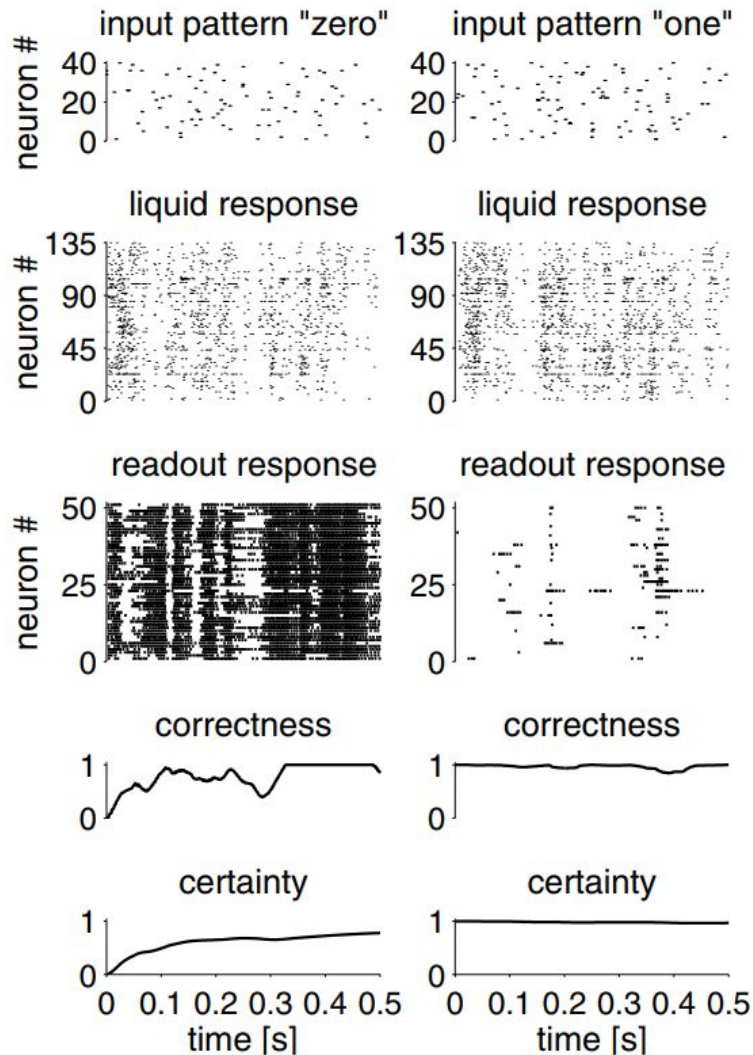 input pattern "zero" input pattern "one"
neuron #
40
20
0
liquid response liquid response
neuron #
135 135
90 90
45 45
0 0
readout response readout response
neuron #
50 50
25 25
0 0
correctness correctness
1 1
0 0
certainty certainty
1 1
0 0
0 0.1 0.2 0.3 0.4 0.5 0 0.1 0.2 0.3 0.4 0.5
time [s] time [s]